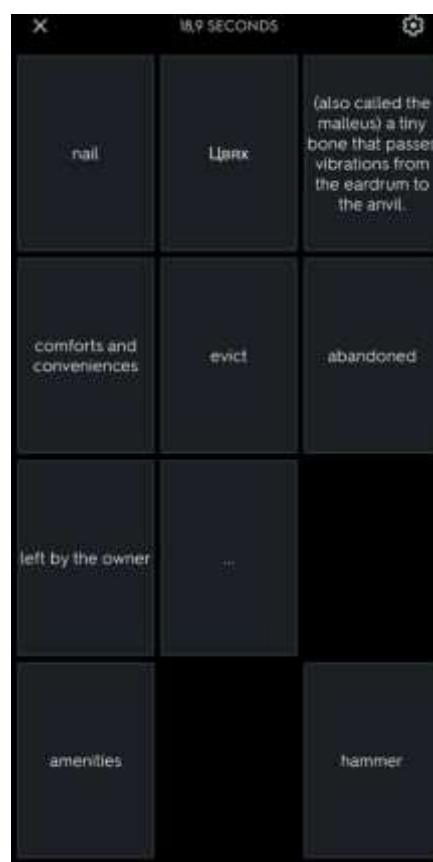 18,9 SECONDS
nail
Цвях
(also called the
malleus) a tiny
bone that passes
vibrations from
the eardrum to
the anvil.
comforts and
conveniences
evict
abandoned
left by the owner
...
amenities
hammer